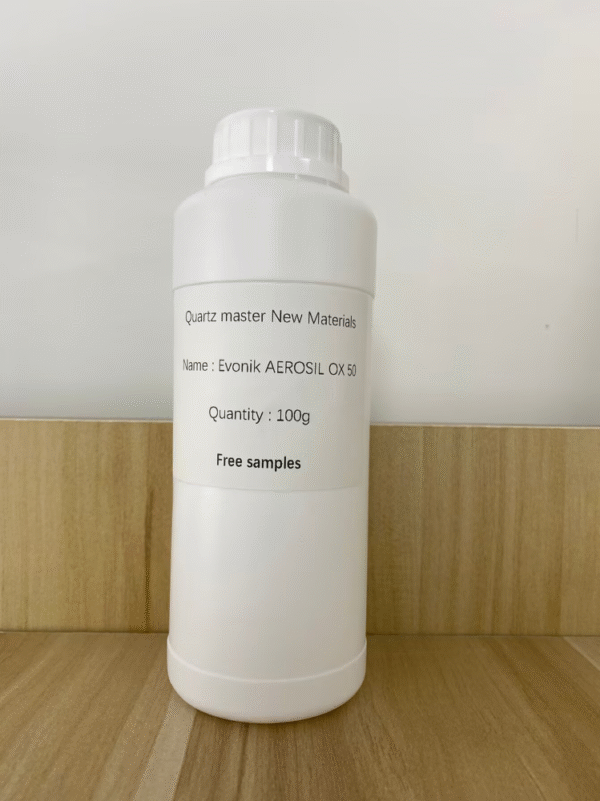 Quartz master New Materials
Name : Evonik AEROSIL OX 50
Quantity : 100g
Free samples